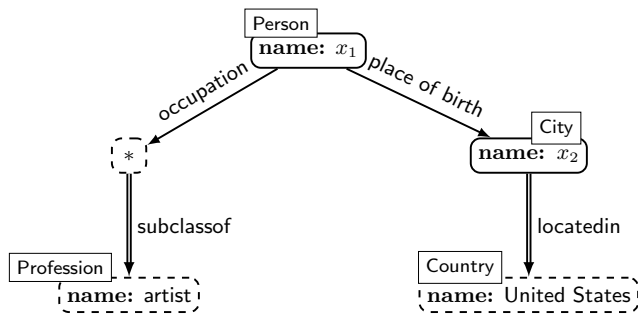 Person
name: x₁
occupation
place of birth
City
*
name: x₂
subclassof
locatedin
Profession
Country
name: artist
name: United States